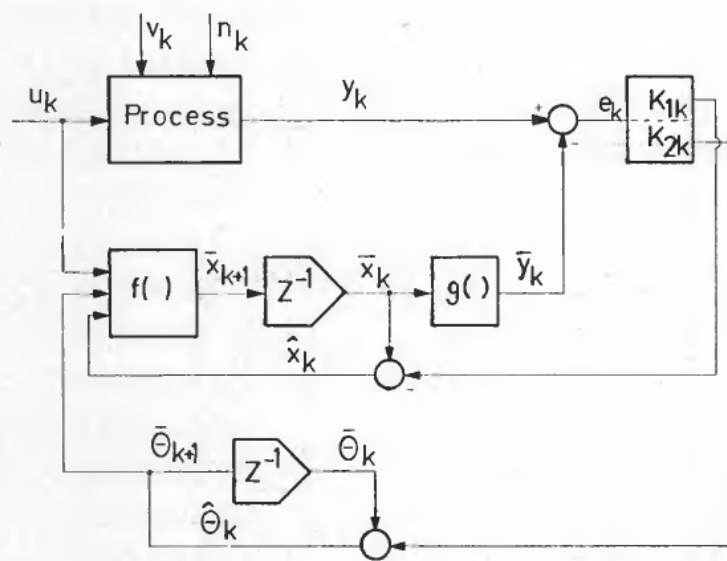 v_k n_k
u_k Process y_k + - e_k K_1k
K_2k
f( ) x̄_k+1 Z⁻¹ x̄_k g( ) ȳ_k
x̂_k -
Θ̄_k+1 Z⁻¹ Θ̄_k
Θ̂_k